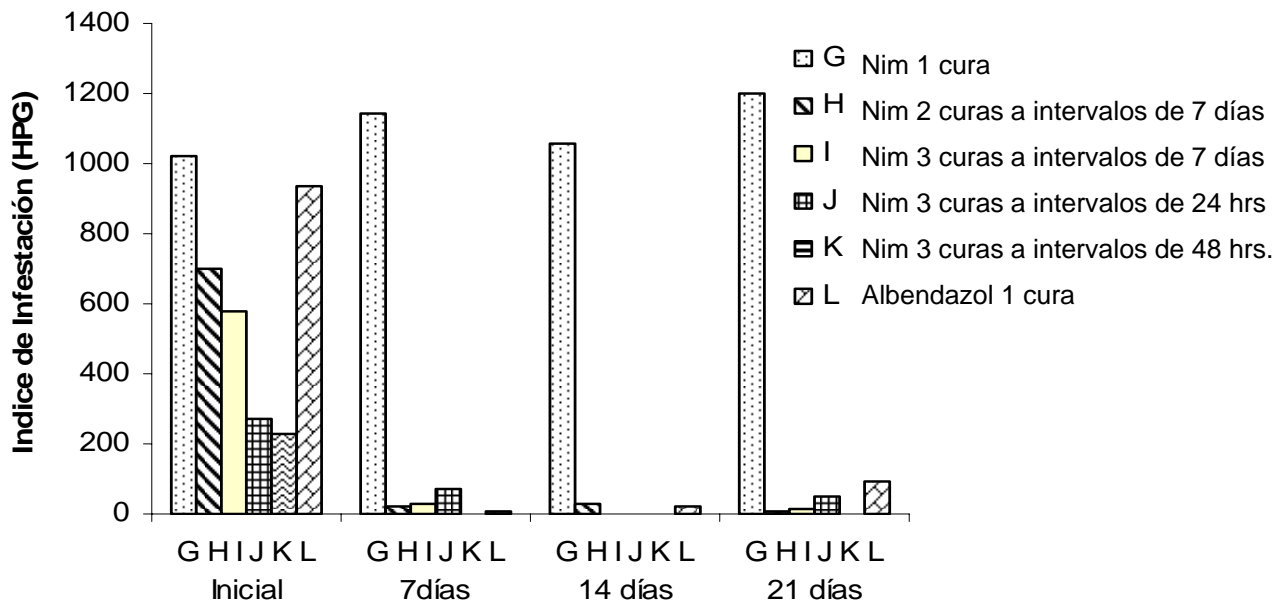 Indice de Infestación (HPG)
1400
1200
1000
800
600
400
200
0
G H I J K L
G H I J K L
G H I J K L
G H I J K L
Inicial
7días
14 días
21 días
G Nim 1 cura
H Nim 2 curas a intervalos de 7 días
I Nim 3 curas a intervalos de 7 días
J Nim 3 curas a intervalos de 24 hrs
K Nim 3 curas a intervalos de 48 hrs.
L Albendazol 1 cura